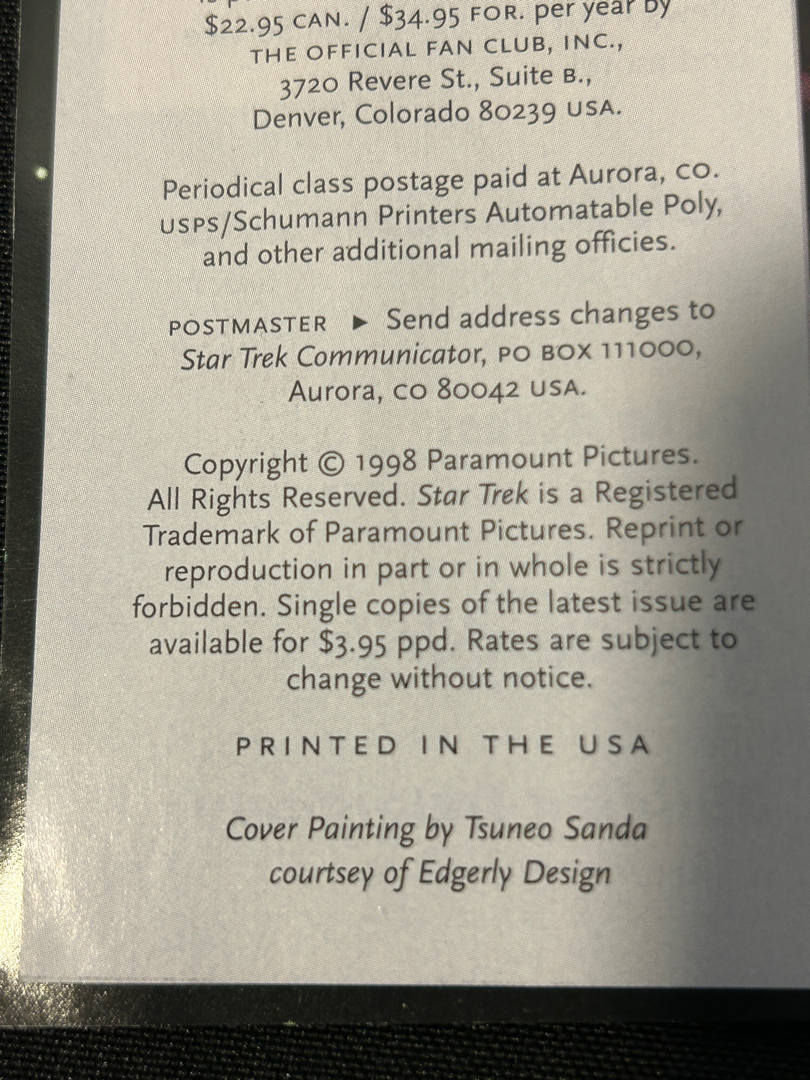 $22.95 CAN. / $34.95 FOR. per year by
THE OFFICIAL FAN CLUB, INC.,
3720 Revere St., Suite B.,
Denver, Colorado 80239 USA.
Periodical class postage paid at Aurora, CO.
USPS/Schumann Printers Automatable Poly,
and other additional mailing officies.
POSTMASTER ► Send address changes to
Star Trek Communicator, PO BOX 111000,
Aurora, CO 80042 USA.
Copyright © 1998 Paramount Pictures.
All Rights Reserved. Star Trek is a Registered
Trademark of Paramount Pictures. Reprint or
reproduction in part or in whole is strictly
forbidden. Single copies of the latest issue are
available for $3.95 ppd. Rates are subject to
change without notice.
PRINTED IN THE USA
Cover Painting by Tsuneo Sanda
courtsey of Edgerly Design